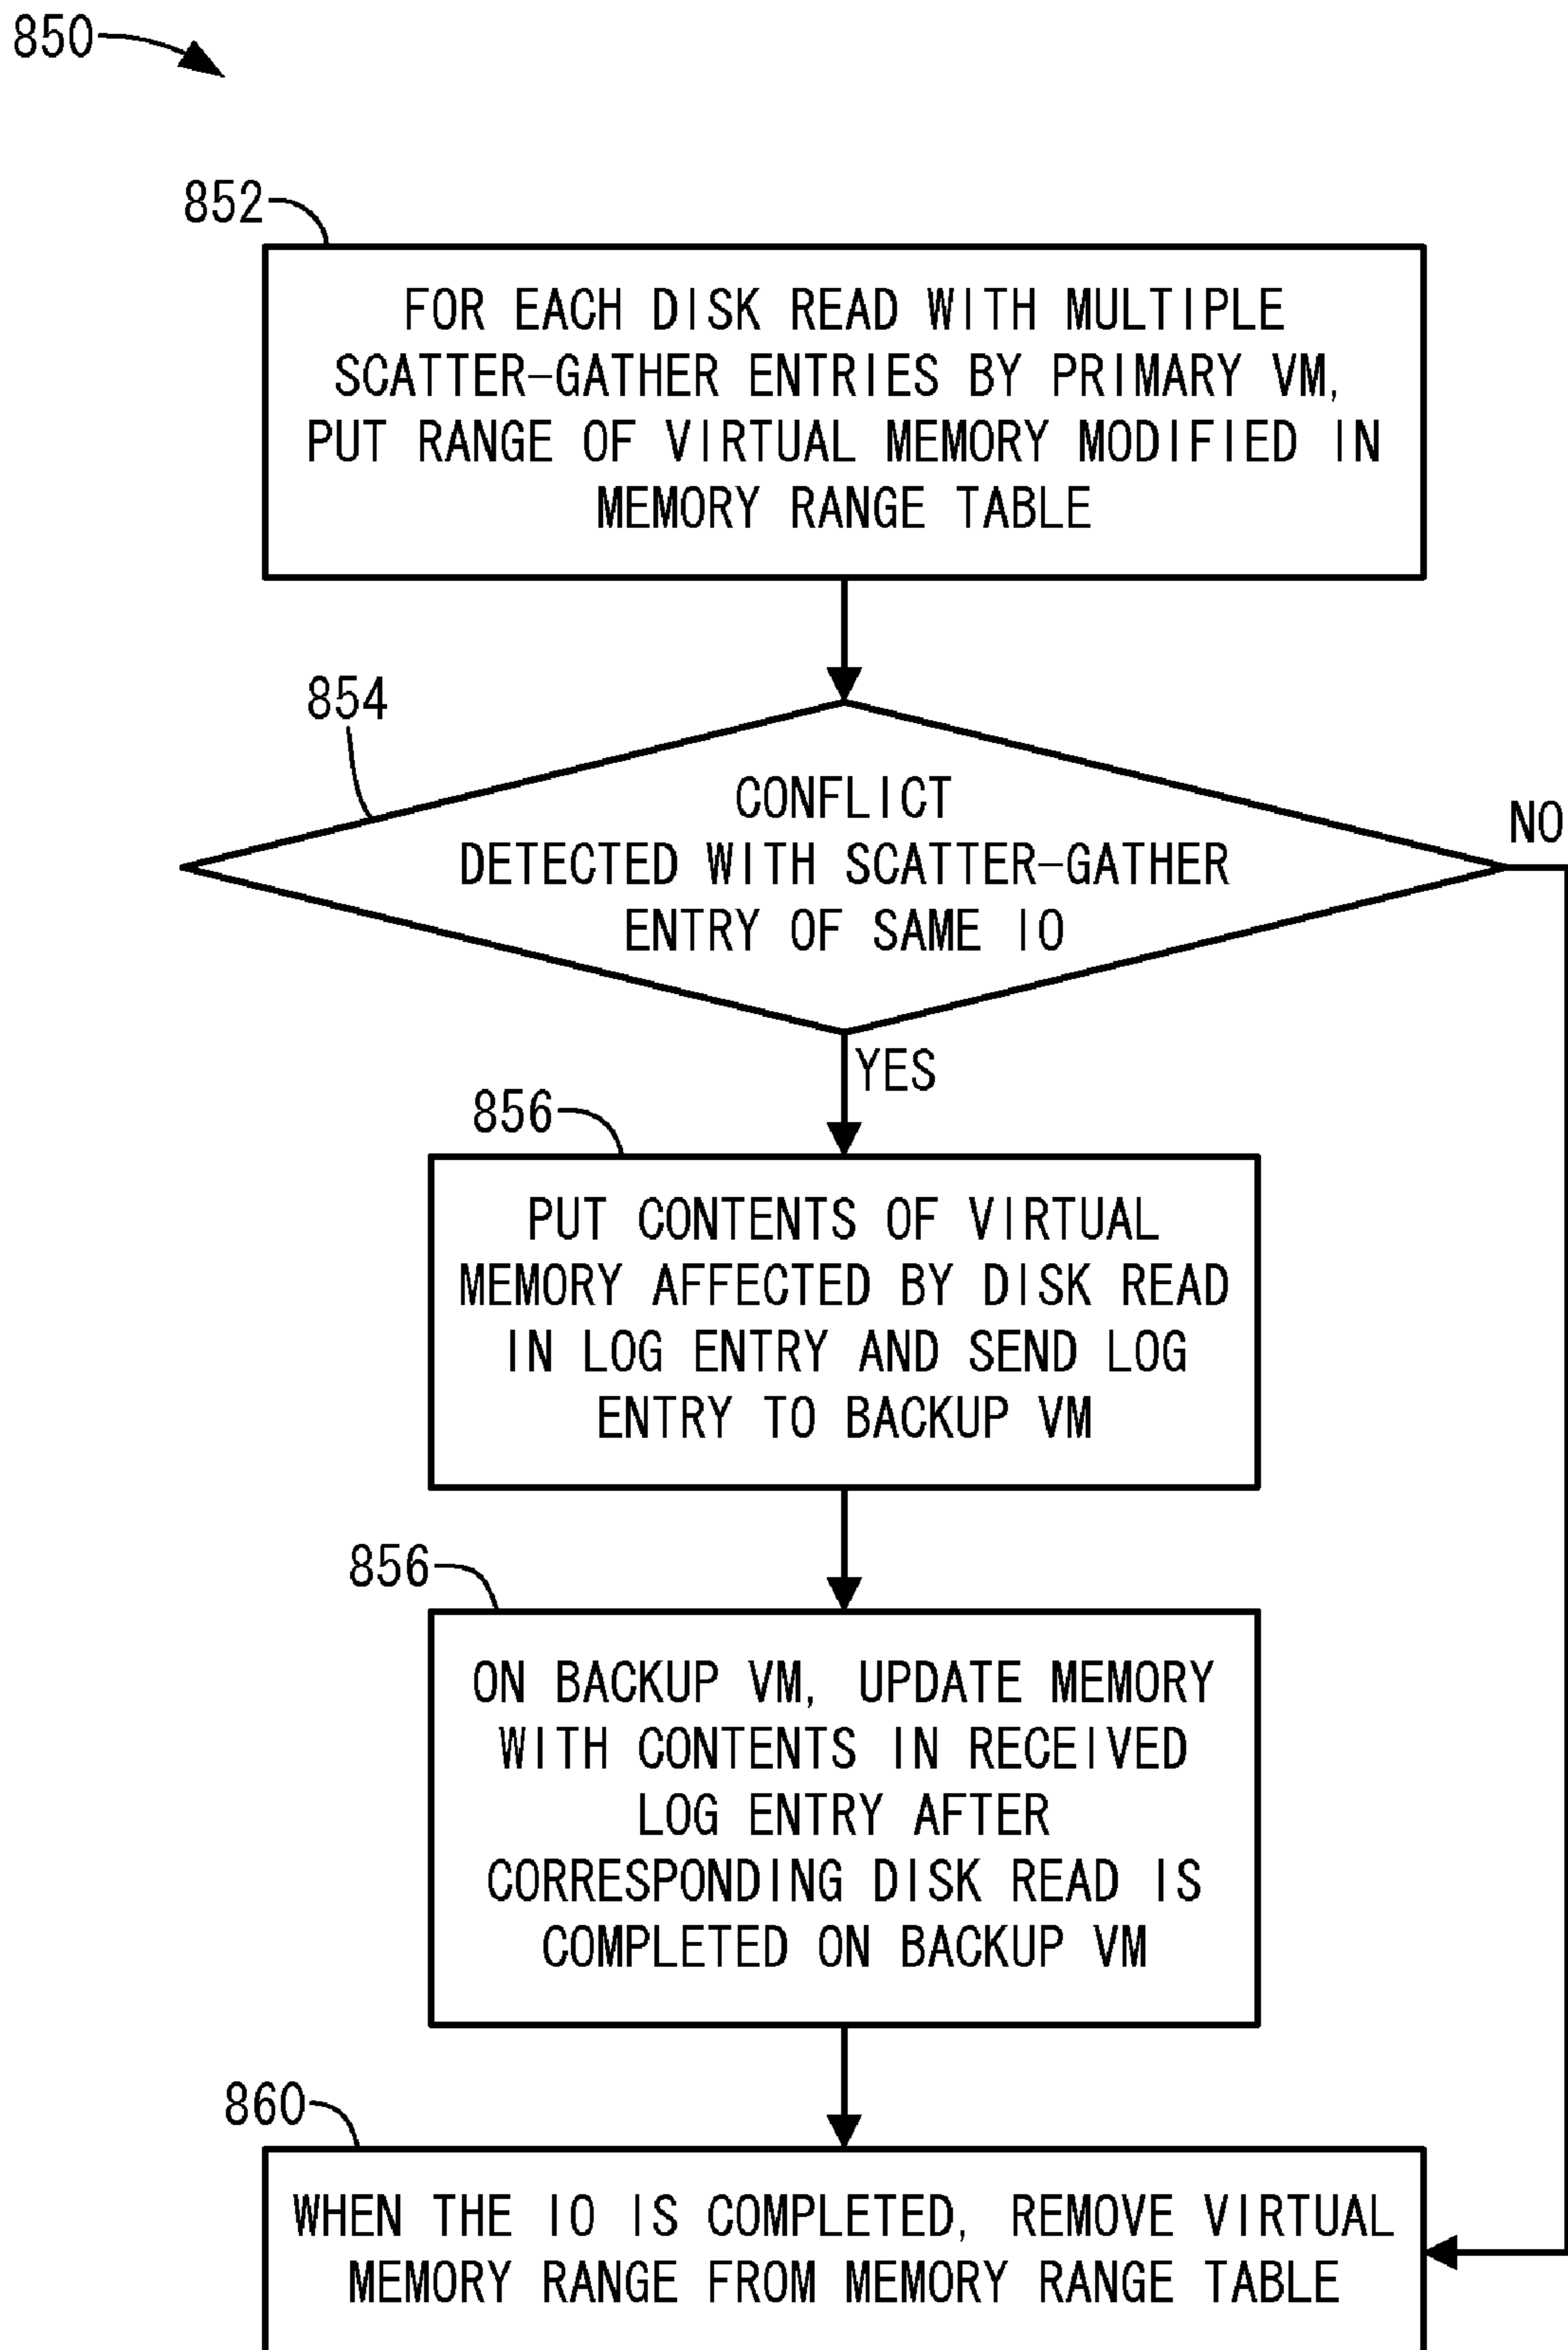 850
852
FOR EACH DISK READ WITH MULTIPLE
SCATTER-GATHER ENTRIES BY PRIMARY VM,
PUT RANGE OF VIRTUAL MEMORY MODIFIED IN
MEMORY RANGE TABLE
854
CONFLICT
DETECTED WITH SCATTER-GATHER
ENTRY OF SAME IO
NO
YES
856
PUT CONTENTS OF VIRTUAL
MEMORY AFFECTED BY DISK READ
IN LOG ENTRY AND SEND LOG
ENTRY TO BACKUP VM
856
ON BACKUP VM, UPDATE MEMORY
WITH CONTENTS IN RECEIVED
LOG ENTRY AFTER
CORRESPONDING DISK READ IS
COMPLETED ON BACKUP VM
860
WHEN THE IO IS COMPLETED, REMOVE VIRTUAL
MEMORY RANGE FROM MEMORY RANGE TABLE